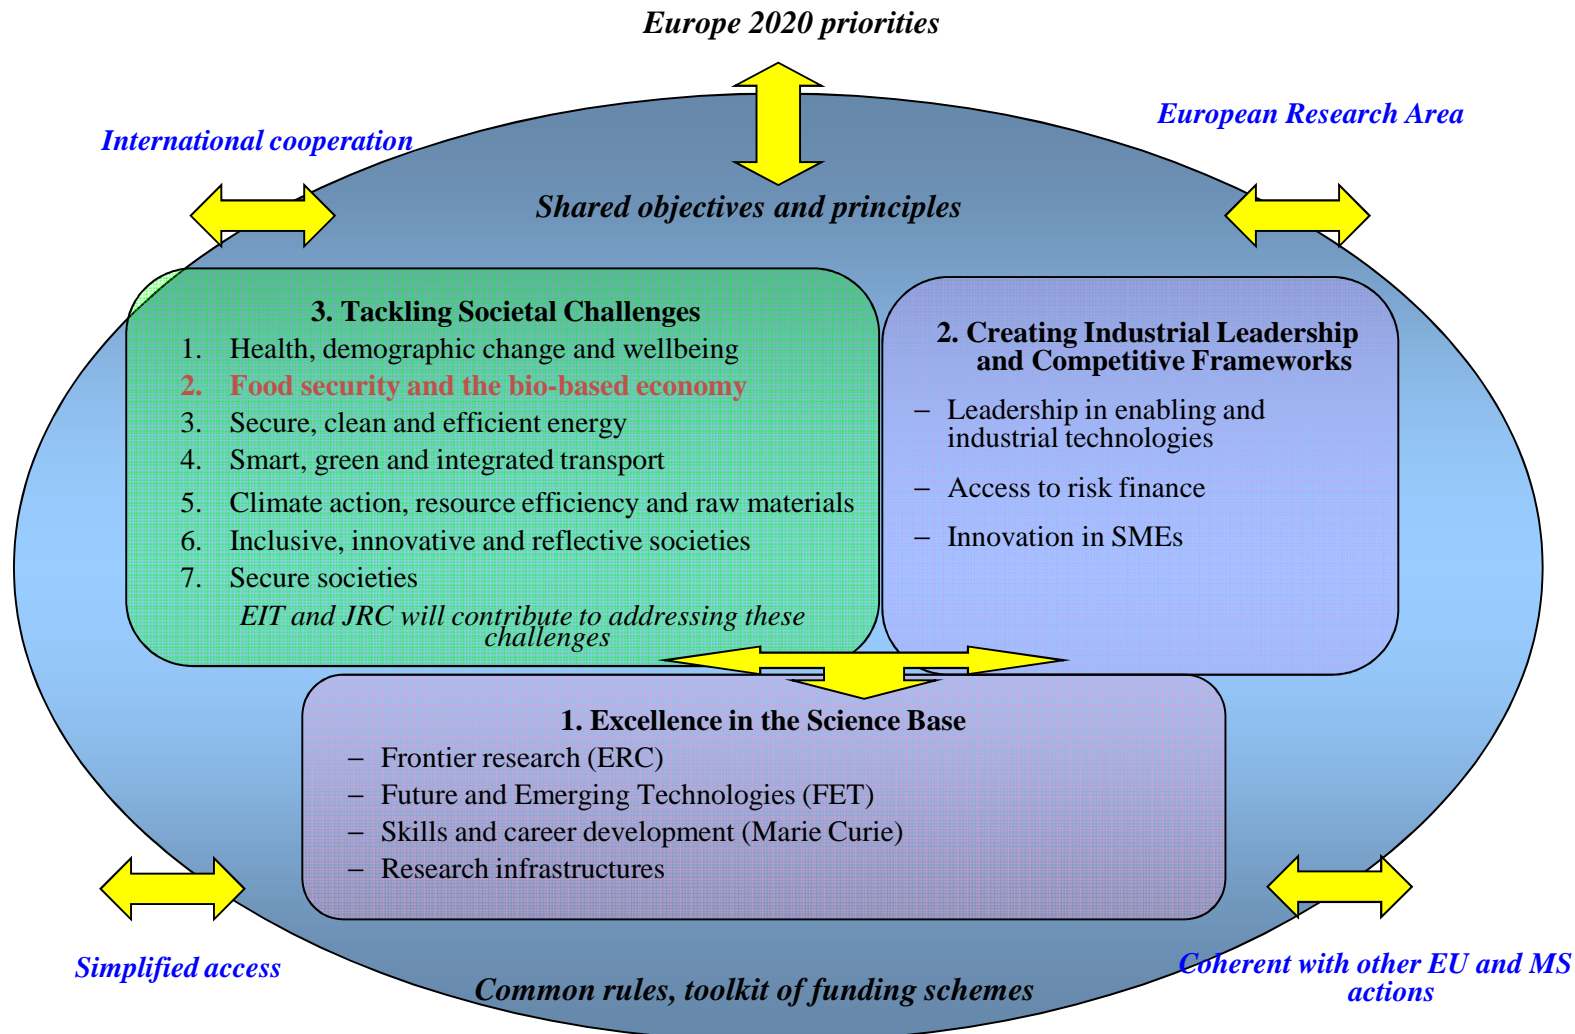 Europe 2020 priorities
International cooperation
European Research Area
Shared objectives and principles
3. Tackling Societal Challenges
1. Health, demographic change and wellbeing
2. Food security and the bio-based economy
3. Secure, clean and efficient energy
4. Smart, green and integrated transport
5. Climate action, resource efficiency and raw materials
6. Inclusive, innovative and reflective societies
7. Secure societies
EIT and JRC will contribute to addressing these
challenges
2. Creating Industrial Leadership
and Competitive Frameworks
– Leadership in enabling and
industrial technologies
– Access to risk finance
– Innovation in SMEs
1. Excellence in the Science Base
– Frontier research (ERC)
– Future and Emerging Technologies (FET)
– Skills and career development (Marie Curie)
– Research infrastructures
Simplified access
Coherent with other EU and MS
actions
Common rules, toolkit of funding schemes